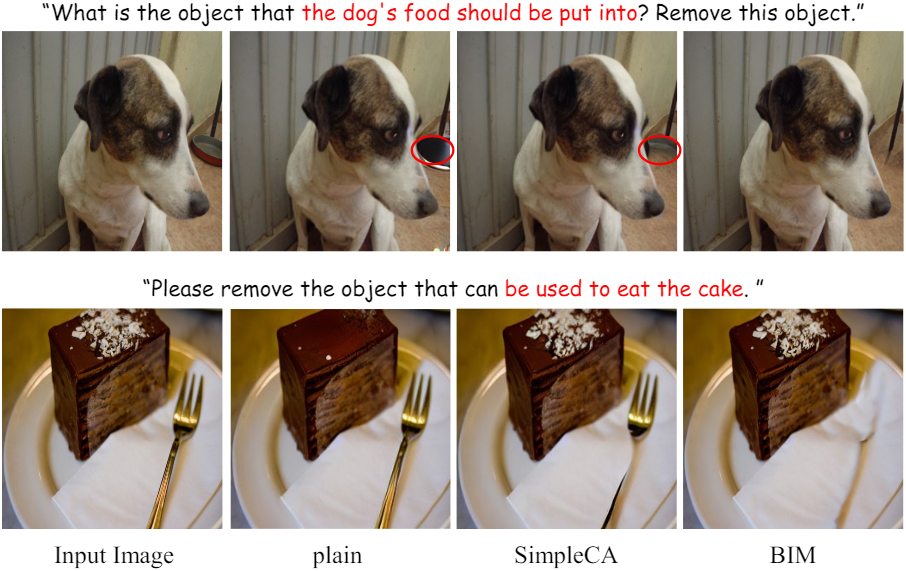 “What is the object that the dog's food should be put into? Remove this object.”
“Please remove the object that can be used to eat the cake. ”
Input Image
plain
SimpleCA
BIM